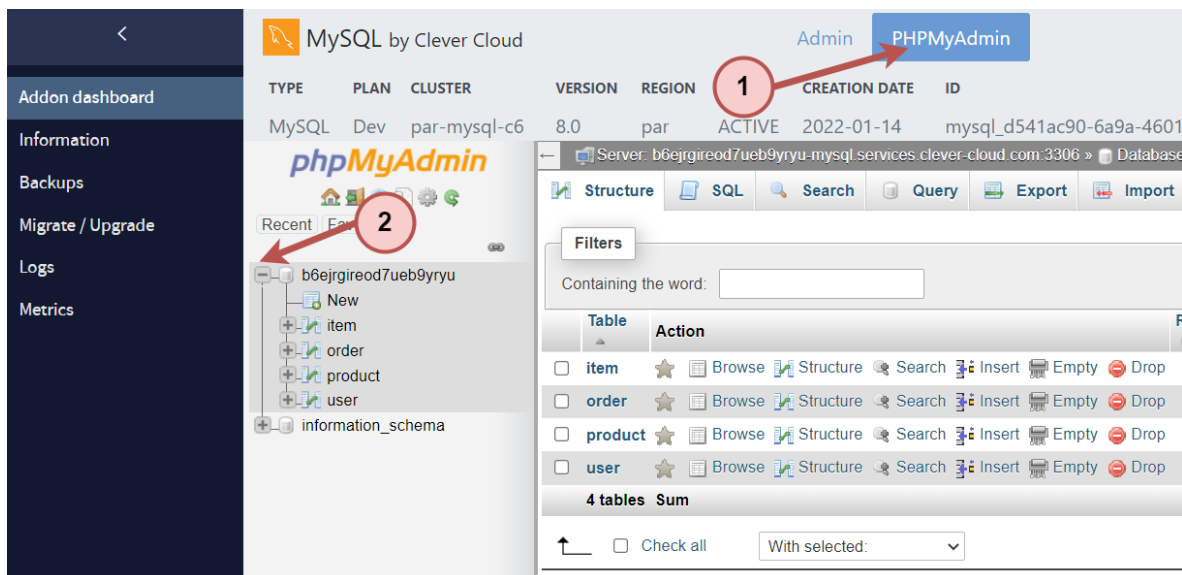 MySQL by Clever Cloud
Admin
PHPMyAdmin
1
TYPE PLAN CLUSTER VERSION REGION CREATION DATE ID
MySQL Dev par-mysql-c6 8.0 par ACTIVE 2022-01-14 mysql_d541ac90-6a9a-4601
Addon dashboard
Information
Backups
Migrate / Upgrade
Logs
Metrics
phpMyAdmin
Recent
2
b6ejrgireod7ueb9yryu
New
item
order
product
user
information_schema
Server: b6ejrgireod7ueb9yryu-mysql.services.clever-cloud.com:3306 » Database
Structure SQL Search Query Export Import
Filters
Containing the word:
Table Action
item Browse Structure Search Insert Empty Drop
order Browse Structure Search Insert Empty Drop
product Browse Structure Search Insert Empty Drop
user Browse Structure Search Insert Empty Drop
4 tables Sum
Check all With selected: